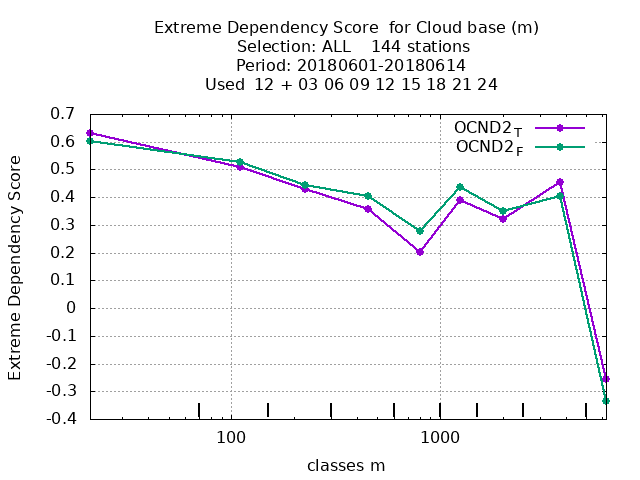 Extreme Dependency Score  for Cloud base (m)
Selection: ALL    144 stations
Period: 20180601-20180614
Used  12 + 03 06 09 12 15 18 21 24
OCND2T
OCND2F
Extreme Dependency Score
0.7
0.6
0.5
0.4
0.3
0.2
0.1
0
-0.1
-0.2
-0.3
-0.4
100
1000
classes m